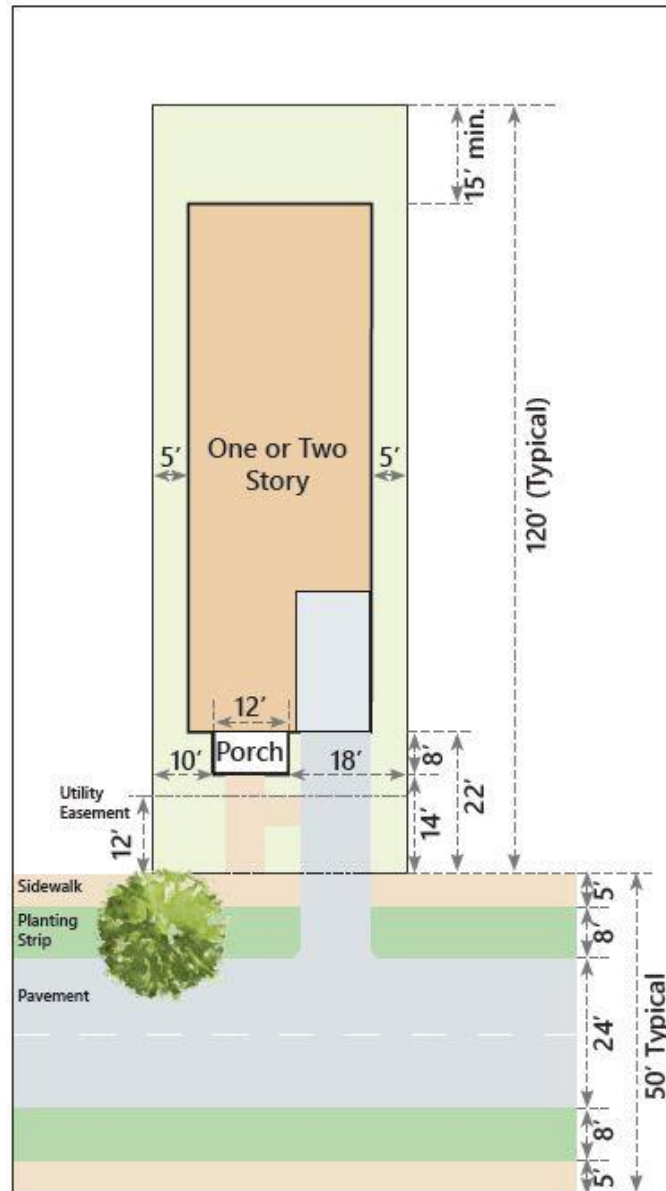 15’ min.
120’ (Typical)
5’
One or Two
Story
5’
12’
Porch
8’
10’
18’
22’
Utility
Easement
14’
12’
Sidewalk
5’
Planting
Strip
8’
Pavement
24’
50’ Typical
8’
5’